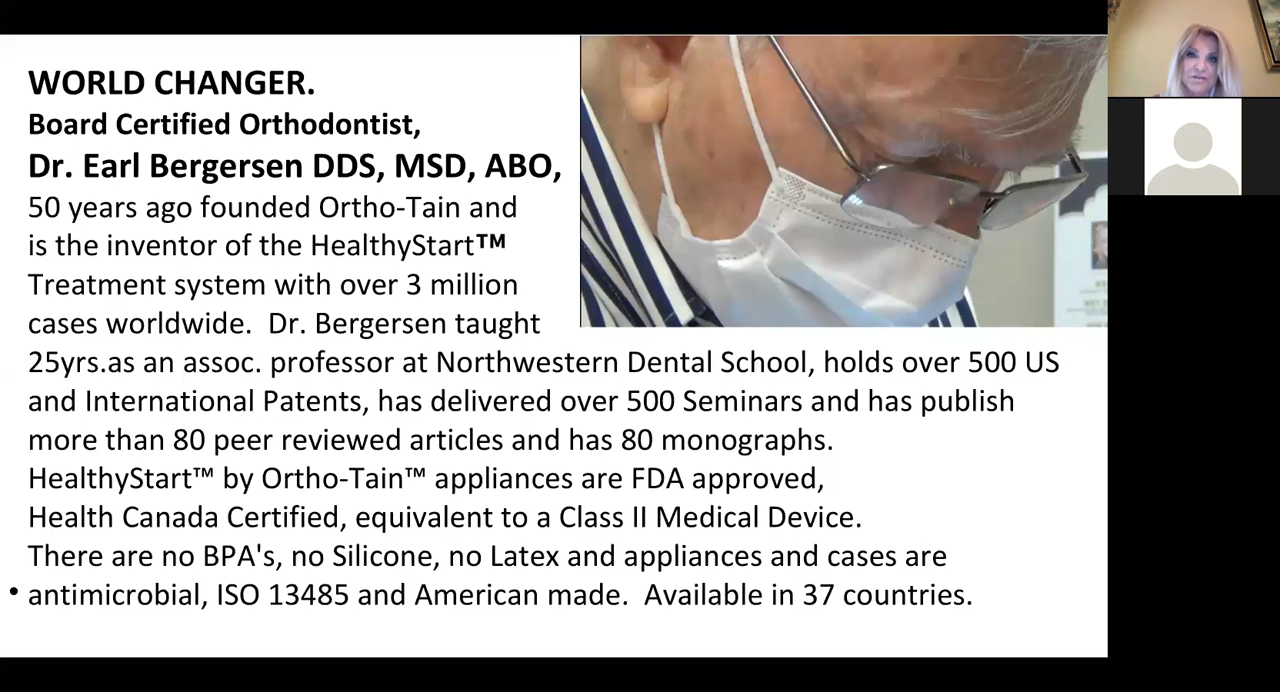 WORLD CHANGER.
Board Certified Orthodontist,
Dr. Earl Bergersen DDS, MSD, ABO,
50 years ago founded Ortho-Tain and
is the inventor of the HealthyStart™
Treatment system with over 3 million
cases worldwide.  Dr. Bergersen taught
25yrs.as an assoc. professor at Northwestern Dental School, holds over 500 US
and International Patents, has delivered over 500 Seminars and has publish
more than 80 peer reviewed articles and has 80 monographs.
HealthyStart™ by Ortho-Tain™ appliances are FDA approved,
Health Canada Certified, equivalent to a Class II Medical Device.
There are no BPA's, no Silicone, no Latex and appliances and cases are
• antimicrobial, ISO 13485 and American made.  Available in 37 countries.